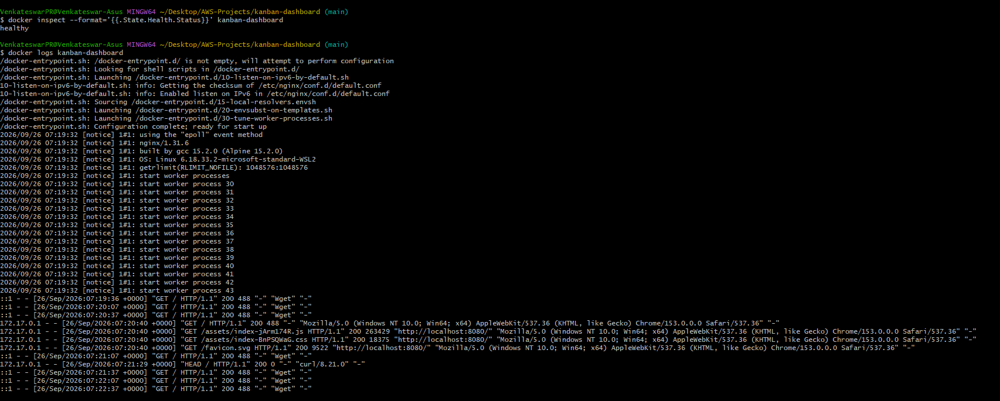 VenkateswarPR@Venkateswar-Asus MINGW64 ~/Desktop/AWS-Projects/kanban-dashboard (main)
$ docker inspect --format='{{.State.Health.Status}}' kanban-dashboard
healthy
VenkateswarPR@Venkateswar-Asus MINGW64 ~/Desktop/AWS-Projects/kanban-dashboard (main)
$ docker logs kanban-dashboard
/docker-entrypoint.sh: /docker-entrypoint.d/ is not empty, will attempt to perform configuration
/docker-entrypoint.sh: Looking for shell scripts in /docker-entrypoint.d/
/docker-entrypoint.sh: Launching /docker-entrypoint.d/10-listen-on-ipv6-by-default.sh
10-listen-on-ipv6-by-default.sh: info: Getting the checksum of /etc/nginx/conf.d/default.conf
10-listen-on-ipv6-by-default.sh: info: Enabled listen on IPv6 in /etc/nginx/conf.d/default.conf
/docker-entrypoint.sh: Sourcing /docker-entrypoint.d/15-local-resolvers.envsh
/docker-entrypoint.sh: Launching /docker-entrypoint.d/20-envsubst-on-templates.sh
/docker-entrypoint.sh: Launching /docker-entrypoint.d/30-tune-worker-processes.sh
/docker-entrypoint.sh: Configuration complete; ready for start up
2026/09/26 07:19:32 [notice] 1#1: using the "epoll" event method
2026/09/26 07:19:32 [notice] 1#1: nginx/1.31.6
2026/09/26 07:19:32 [notice] 1#1: built by gcc 15.2.0 (Alpine 15.2.0)
2026/09/26 07:19:32 [notice] 1#1: OS: Linux 6.18.33.2-microsoft-standard-WSL2
2026/09/26 07:19:32 [notice] 1#1: getrlimit(RLIMIT_NOFILE): 1048576:1048576
2026/09/26 07:19:32 [notice] 1#1: start worker processes
2026/09/26 07:19:32 [notice] 1#1: start worker process 30
2026/09/26 07:19:32 [notice] 1#1: start worker process 31
2026/09/26 07:19:32 [notice] 1#1: start worker process 32
2026/09/26 07:19:32 [notice] 1#1: start worker process 33
2026/09/26 07:19:32 [notice] 1#1: start worker process 34
2026/09/26 07:19:32 [notice] 1#1: start worker process 35
2026/09/26 07:19:32 [notice] 1#1: start worker process 36
2026/09/26 07:19:32 [notice] 1#1: start worker process 37
2026/09/26 07:19:32 [notice] 1#1: start worker process 38
2026/09/26 07:19:32 [notice] 1#1: start worker process 39
2026/09/26 07:19:32 [notice] 1#1: start worker process 40
2026/09/26 07:19:32 [notice] 1#1: start worker process 41
2026/09/26 07:19:32 [notice] 1#1: start worker process 42
2026/09/26 07:19:32 [notice] 1#1: start worker process 43
::1 - - [26/Sep/2026:07:19:36 +0000] "GET / HTTP/1.1" 200 488 "-" "Wget" "-"
::1 - - [26/Sep/2026:07:20:07 +0000] "GET / HTTP/1.1" 200 488 "-" "Wget" "-"
::1 - - [26/Sep/2026:07:20:37 +0000] "GET / HTTP/1.1" 200 488 "-" "Wget" "-"
172.17.0.1 - - [26/Sep/2026:07:20:40 +0000] "GET / HTTP/1.1" 200 488 "-" "Mozilla/5.0 (Windows NT 10.0; Win64; x64) AppleWebKit/537.36 (KHTML, like Gecko) Chrome/153.0.0.0 Safari/537.36" "-"
172.17.0.1 - - [26/Sep/2026:07:20:40 +0000] "GET /assets/index-jArm174R.js HTTP/1.1" 200 263429 "http://localhost:8080/" "Mozilla/5.0 (Windows NT 10.0; Win64; x64) AppleWebKit/537.36 (KHTML, like Gecko) Chrome/153.0.0.0 Safari/537.36" "-"
172.17.0.1 - - [26/Sep/2026:07:20:40 +0000] "GET /assets/index-BnPSQWaG.css HTTP/1.1" 200 18375 "http://localhost:8080/" "Mozilla/5.0 (Windows NT 10.0; Win64; x64) AppleWebKit/537.36 (KHTML, like Gecko) Chrome/153.0.0.0 Safari/537.36" "-"
172.17.0.1 - - [26/Sep/2026:07:20:40 +0000] "GET /favicon.svg HTTP/1.1" 200 9522 "http://localhost:8080/" "Mozilla/5.0 (Windows NT 10.0; Win64; x64) AppleWebKit/537.36 (KHTML, like Gecko) Chrome/153.0.0.0 Safari/537.36" "-"
::1 - - [26/Sep/2026:07:21:07 +0000] "GET / HTTP/1.1" 200 488 "-" "Wget" "-"
172.17.0.1 - - [26/Sep/2026:07:21:29 +0000] "HEAD / HTTP/1.1" 200 0 "-" "curl/8.21.0" "-"
::1 - - [26/Sep/2026:07:21:37 +0000] "GET / HTTP/1.1" 200 488 "-" "Wget" "-"
::1 - - [26/Sep/2026:07:22:07 +0000] "GET / HTTP/1.1" 200 488 "-" "Wget" "-"
::1 - - [26/Sep/2026:07:22:37 +0000] "GET / HTTP/1.1" 200 488 "-" "Wget" "-"